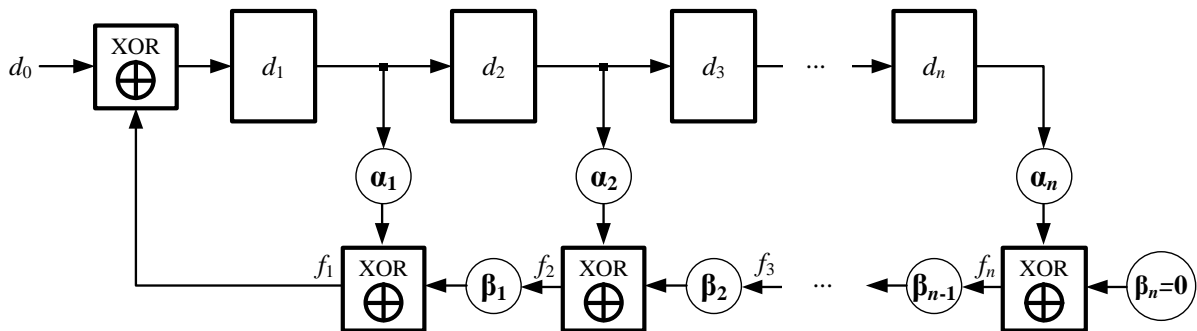 XOR
d₀
⊕
d₁
d₂
d₃
...
dₙ
α₁
α₂
αₙ
f₁
XOR
⊕
β₁
f₂
XOR
⊕
β₂
f₃
...
βₙ₋₁
fₙ
XOR
⊕
βₙ=0